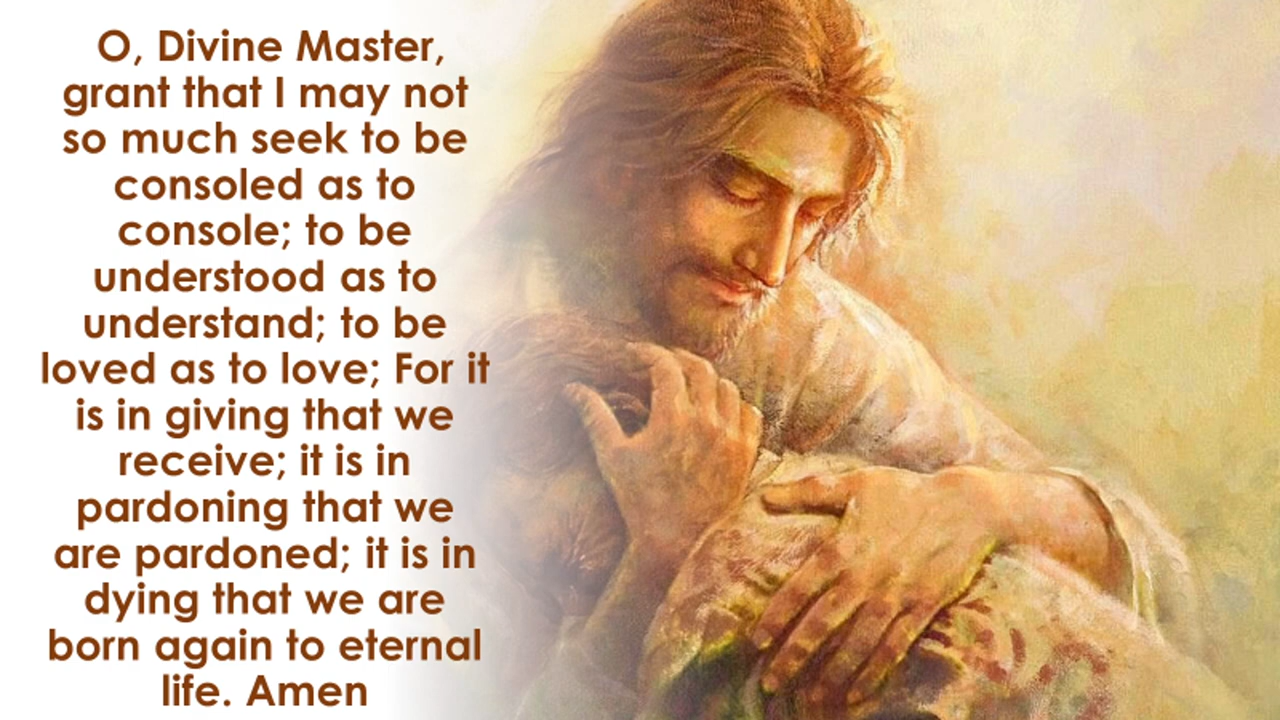 O, Divine Master,
grant that I may not
so much seek to be
consoled as to
console; to be
understood as to
understand; to be
loved as to love; For it
is in giving that we
receive; it is in
pardoning that we
are pardoned; it is in
dying that we are
born again to eternal
life. Amen